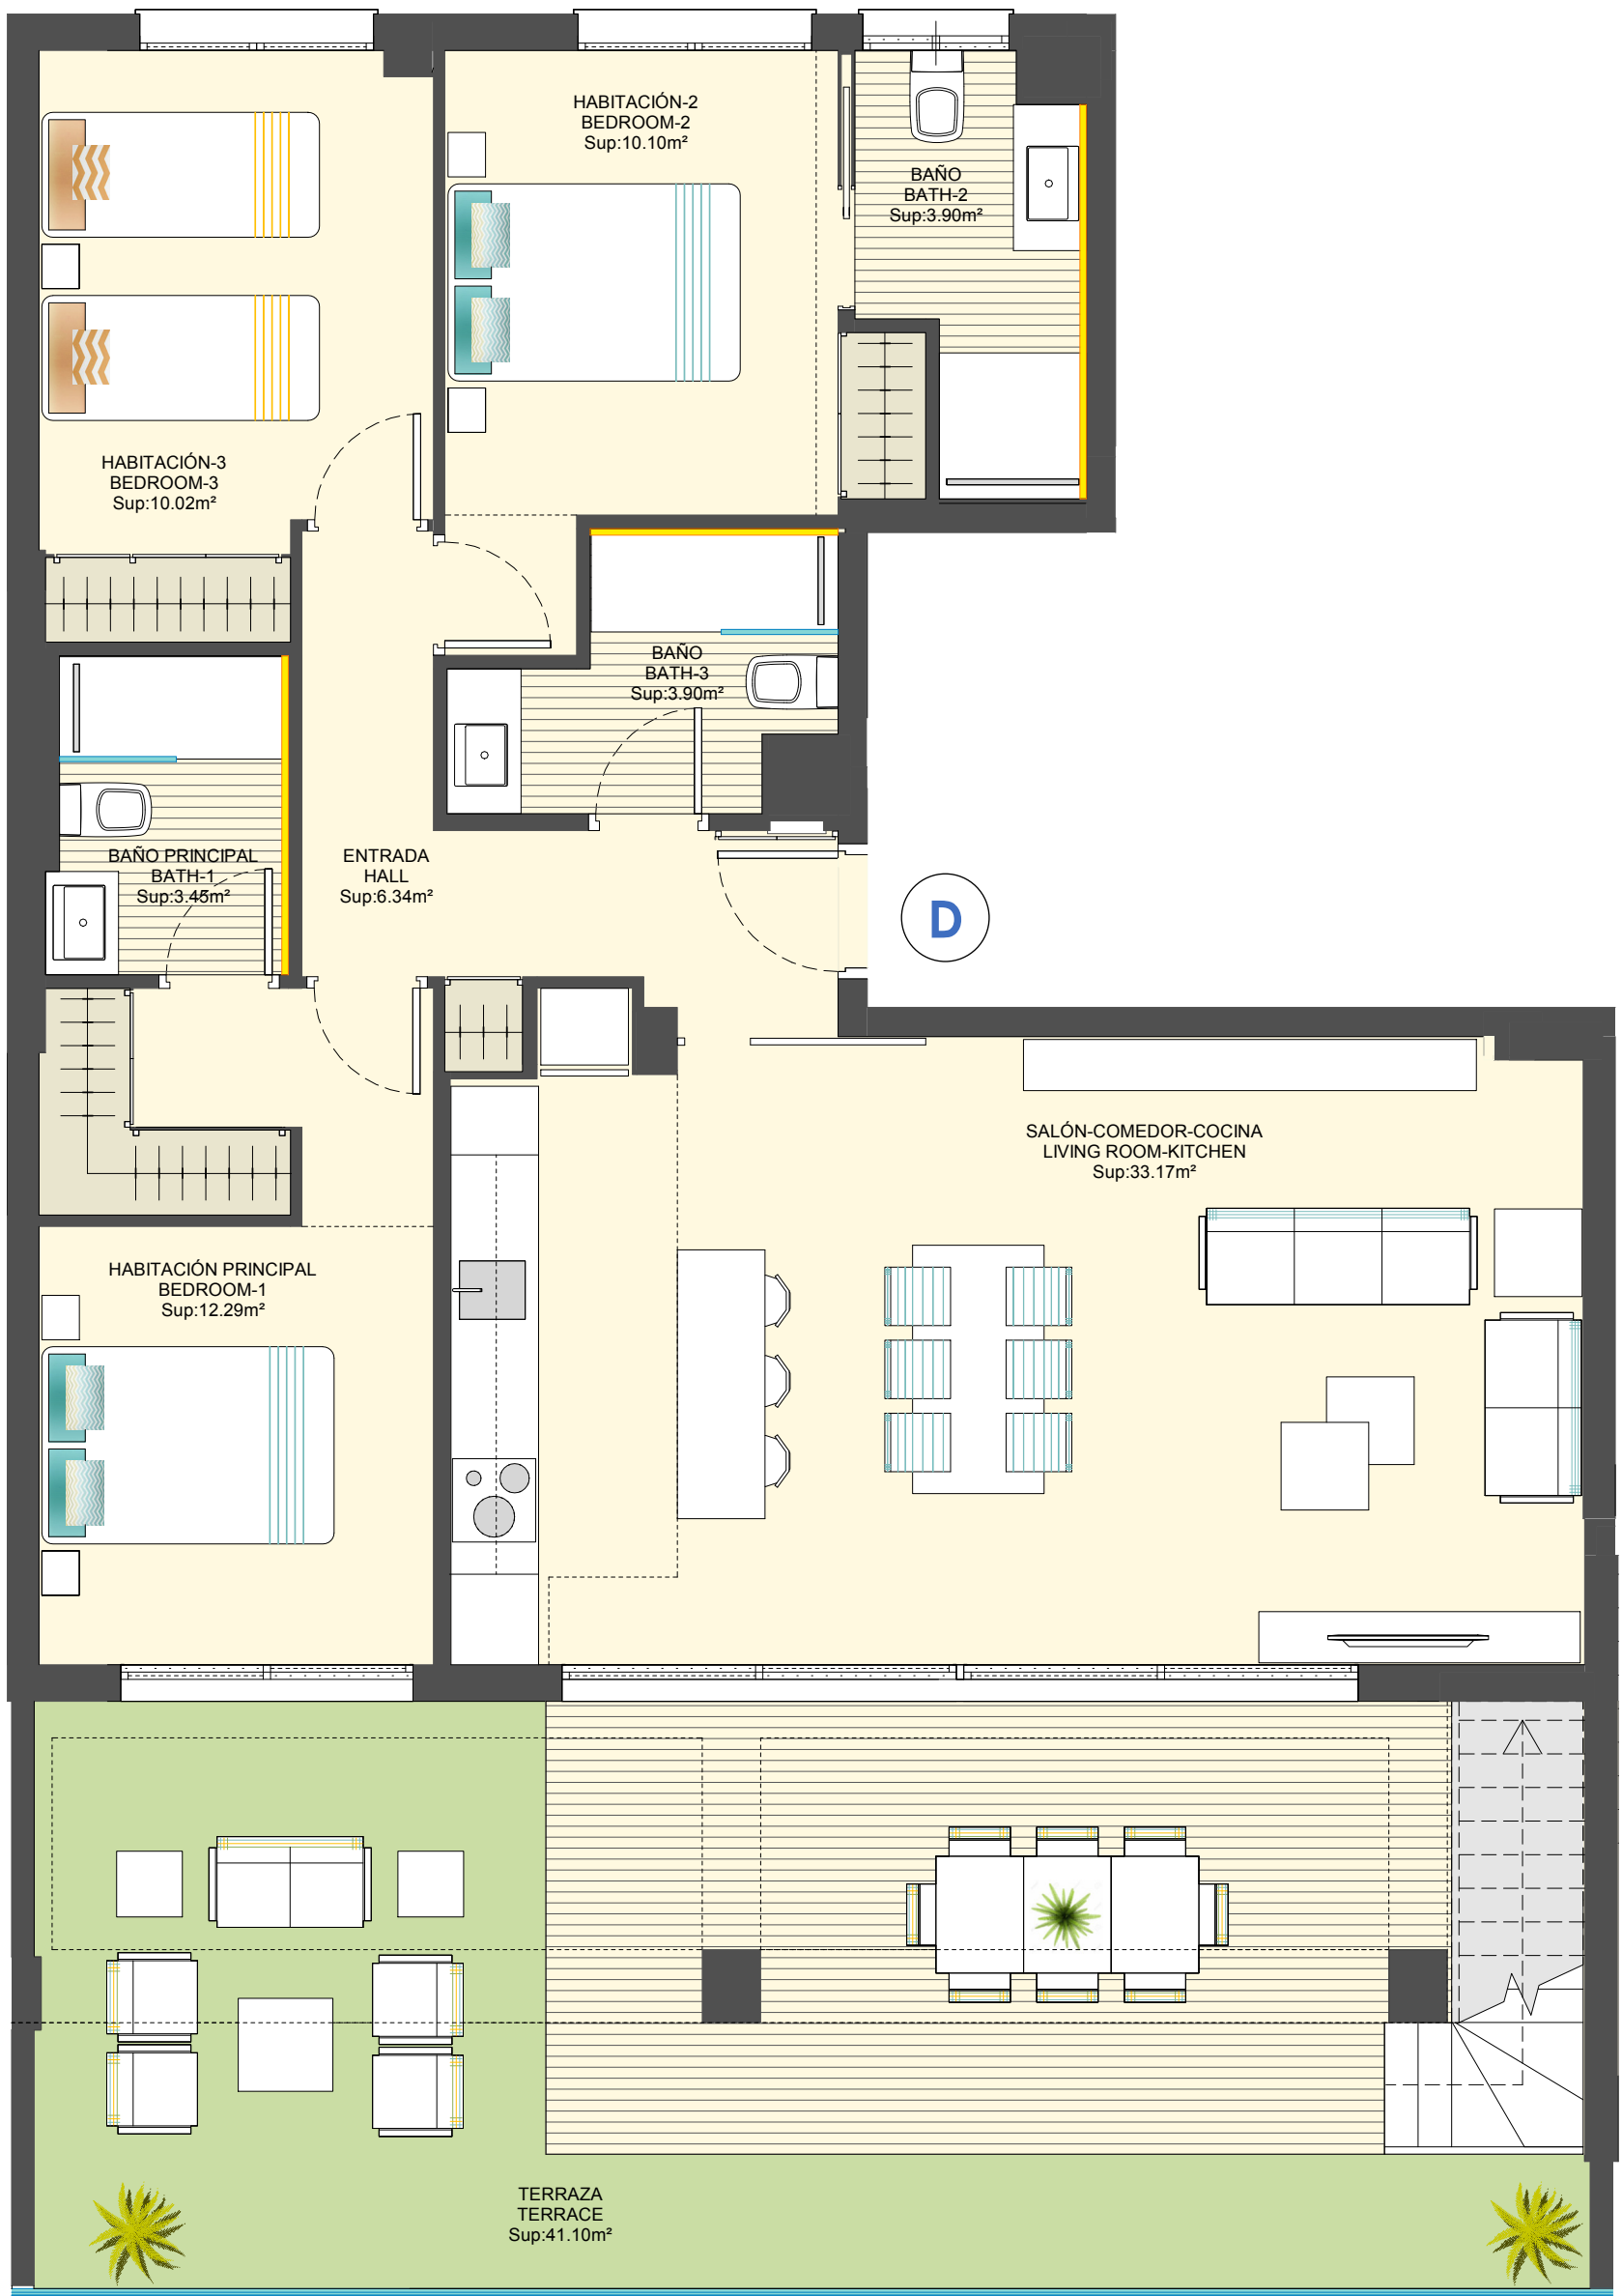 HABITACIÓN-2
BEDROOM-2
Sup:10.10m²
BAÑO
BATH-2
Sup:3.90m²
HABITACIÓN-3
BEDROOM-3
Sup:10.02m²
BAÑO
BATH-3
Sup:3.90m²
BAÑO PRINCIPAL
BATH-1
Sup:3.45m²
ENTRADA
HALL
Sup:6.34m²
D
SALÓN-COMEDOR-COCINA
LIVING ROOM-KITCHEN
Sup:33.17m²
HABITACIÓN PRINCIPAL
BEDROOM-1
Sup:12.29m²
TERRAZA
TERRACE
Sup:41.10m²